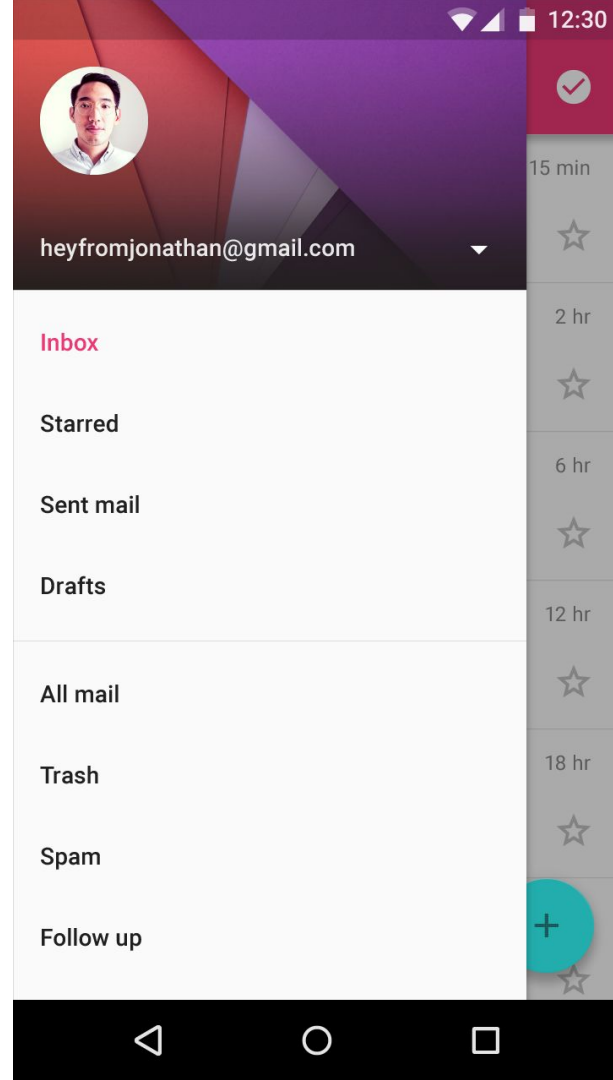 12:30
heyfromjonathan@gmail.com
Inbox
Starred
Sent mail
Drafts
All mail
Trash
Spam
Follow up
15 min
2 hr
6 hr
12 hr
18 hr